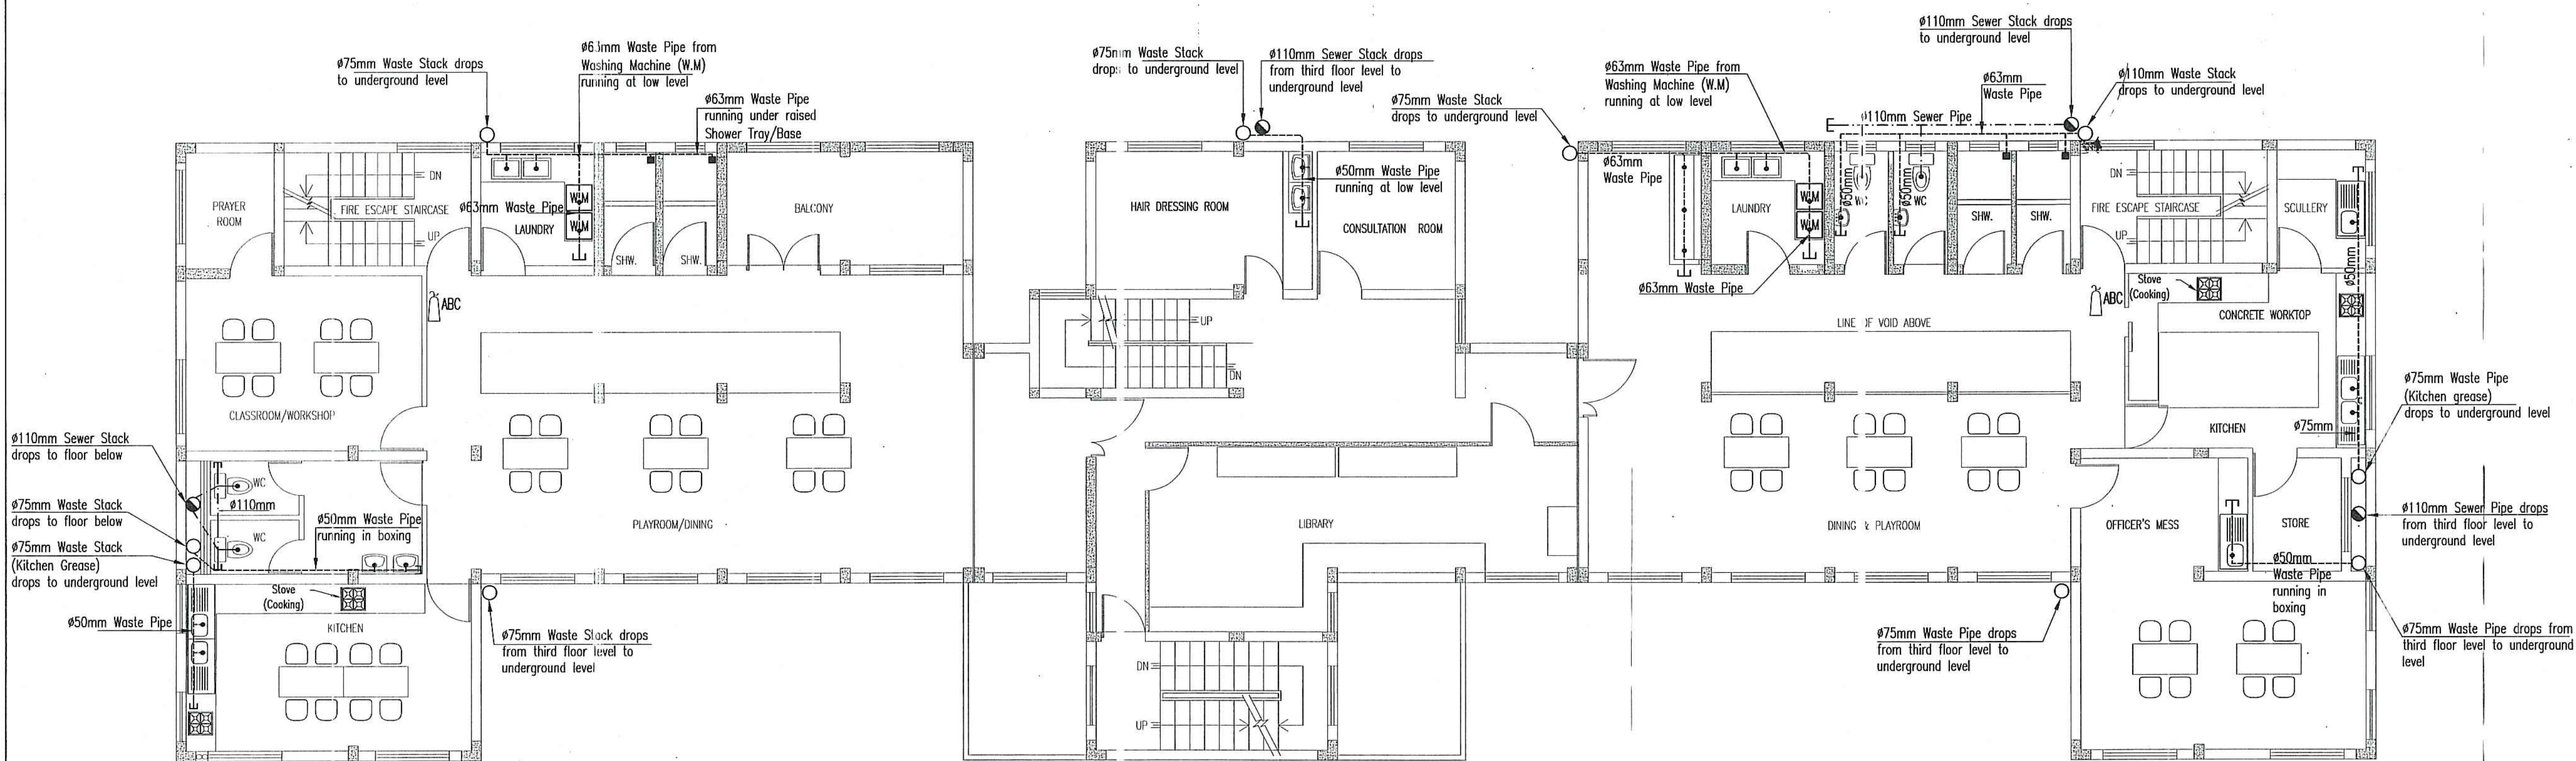 ø110mm Sewer Stack drops
to underground level
ø75mm Waste Stack drops
to underground level
ø63mm Waste Pipe from
Washing Machine (W.M)
running at low level
ø63mm Waste Pipe
running under raised
Shower Tray/Base
ø75mm Waste Stack
drops to underground level
ø110mm Sewer Stack drops
from third floor level to
underground level
ø75mm Waste Stack
drops to underground level
ø63mm Waste Pipe from
Washing Machine (W.M)
running at low level
ø63mm
Waste Pipe
ø110mm Waste Stack
drops to underground level
ø110mm Sewer Pipe
PRAYER
ROOM
DN
FIRE ESCAPE STAIRCASE
UP
ø63mm Waste Pipe
W.M
W.M
LAUNDRY
SHW.
SHW.
BALCONY
HAIR DRESSING ROOM
ø50mm Waste Pipe
running at low level
CONSULTATION ROOM
ø63mm
Waste Pipe
LAUNDRY
W.M
W.M
ø63mm Waste Pipe
ø50mm
WC
ø50mm
WC
SHW.
SHW.
DN
FIRE ESCAPE STAIRCASE
UP
SCULLERY
ø50mm
ABC
UP
DN
LINE OF VOID ABOVE
ABC
Stove
(Cooking)
CONCRETE WORKTOP
KITCHEN
ø75mm
ø75mm Waste Pipe
(Kitchen grease)
drops to underground level
CLASSROOM/WORKSHOP
ø110mm Sewer Stack
drops to floor below
ø75mm Waste Stack
drops to floor below
ø75mm Waste Stack
(Kitchen Grease)
drops to underground level
ø50mm Waste Pipe
WC
ø110mm
WC
ø50mm Waste Pipe
running in boxing
PLAYROOM/DINING
LIBRARY
DINING & PLAYROOM
OFFICER'S MESS
STORE
ø110mm Sewer Pipe drops
from third floor level to
underground level
ø50mm
Waste Pipe
running in
boxing
Stove
(Cooking)
KITCHEN
ø75mm Waste Stack drops
from third floor level to
underground level
DN
UP
ø75mm Waste Pipe drops
from third floor level to
underground level
ø75mm Waste Pipe drops from
third floor level to underground
level